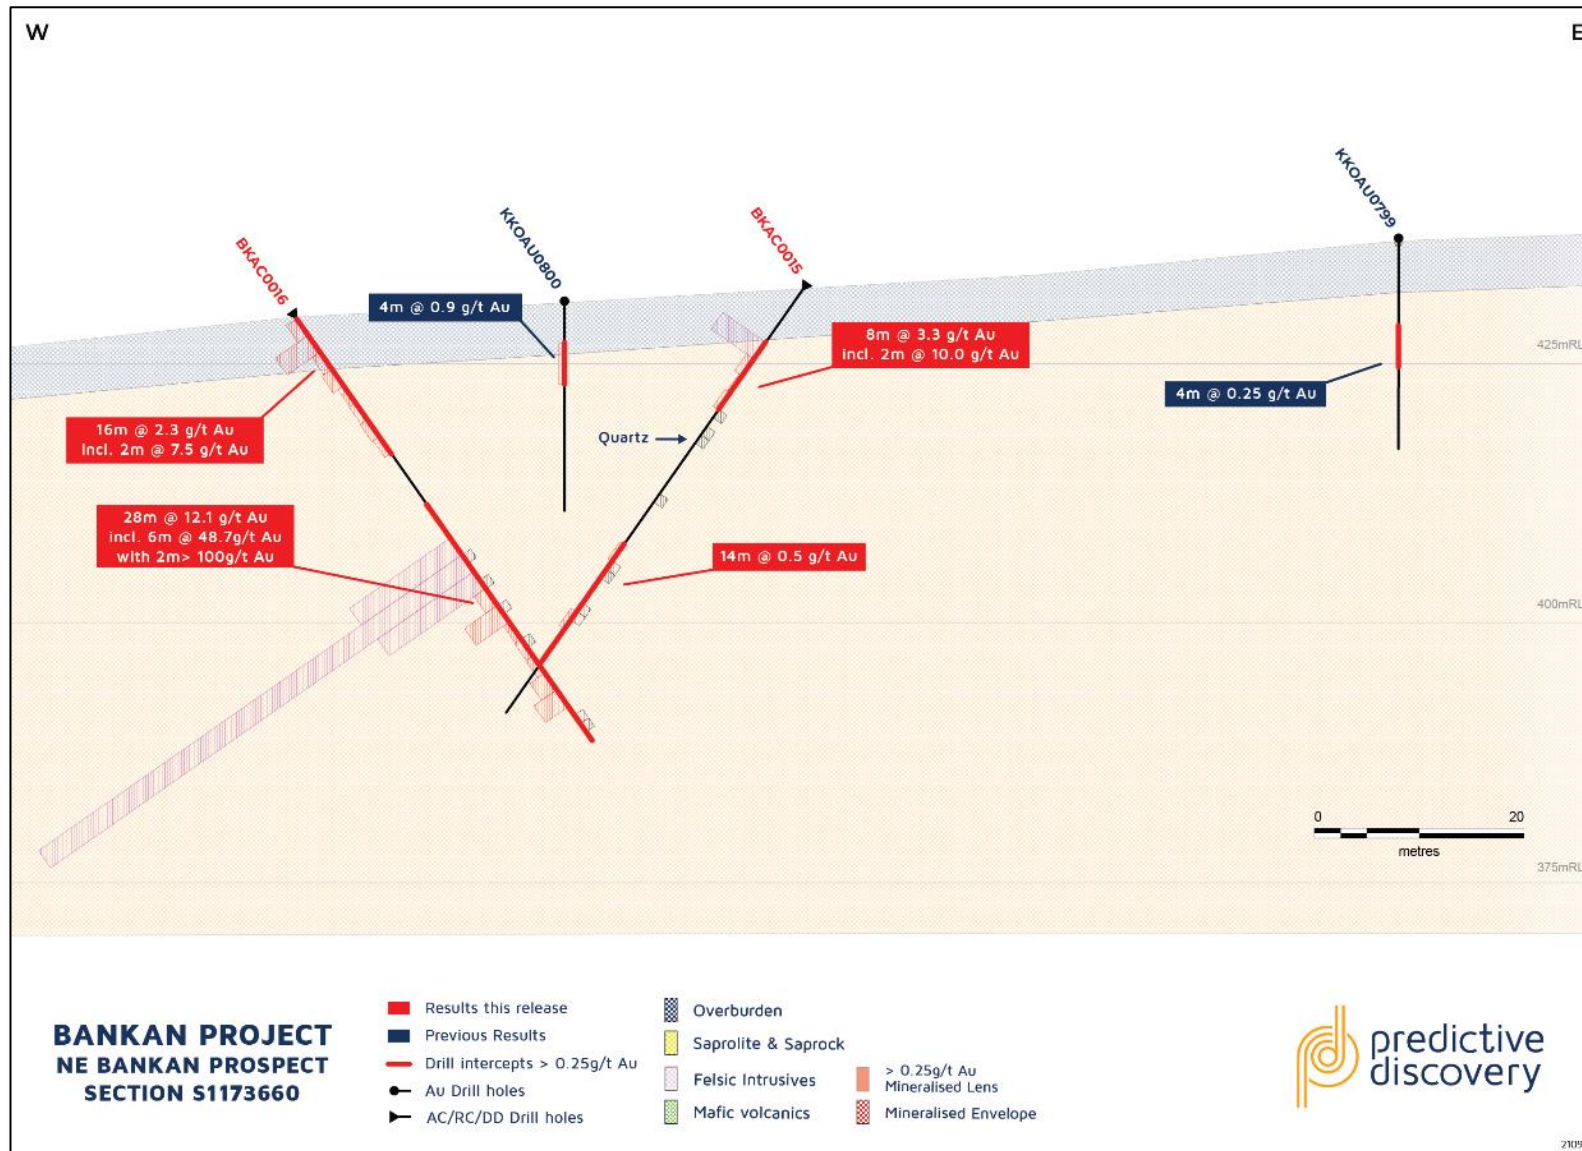 W
E
KKOAU0799
KKOAU0800
BKAC0015
BKAC0016
4m @ 0.9 g/t Au
8m @ 3.3 g/t Au
incl. 2m @ 10.0 g/t Au
425mRL
4m @ 0.25 g/t Au
16m @ 2.3 g/t Au
Incl. 2m @ 7.5 g/t Au
Quartz
28m @ 12.1 g/t Au
incl. 6m @ 48.7g/t Au
with 2m> 100g/t Au
14m @ 0.5 g/t Au
400mRL
0 20
metres
375mRL
BANKAN PROJECT
NE BANKAN PROSPECT
SECTION S1173660
Results this release
Previous Results
Drill intercepts > 0.25g/t Au
Au Drill holes
AC/RC/DD Drill holes
Overburden
Saprolite & Saprock
Felsic Intrusives
Mafic volcanics
> 0.25g/t Au
Mineralised Lens
Mineralised Envelope
predictive
discovery
2109